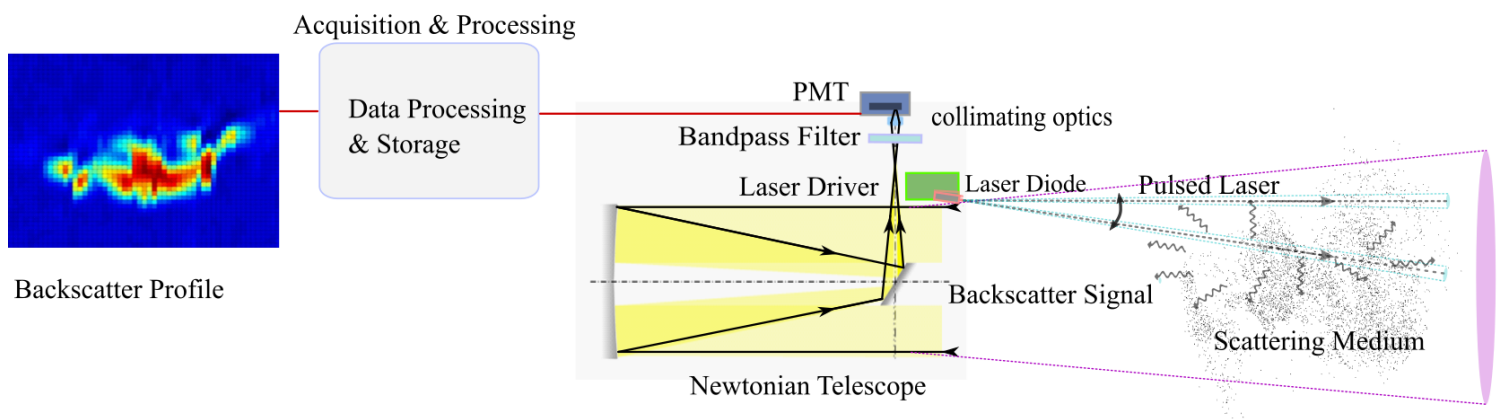 Acquisition & Processing
Data Processing
& Storage
Backscatter Profile
PMT
collimating optics
Bandpass Filter
Laser Driver
Laser Diode
Pulsed Laser
Backscatter Signal
Scattering Medium
Newtonian Telescope